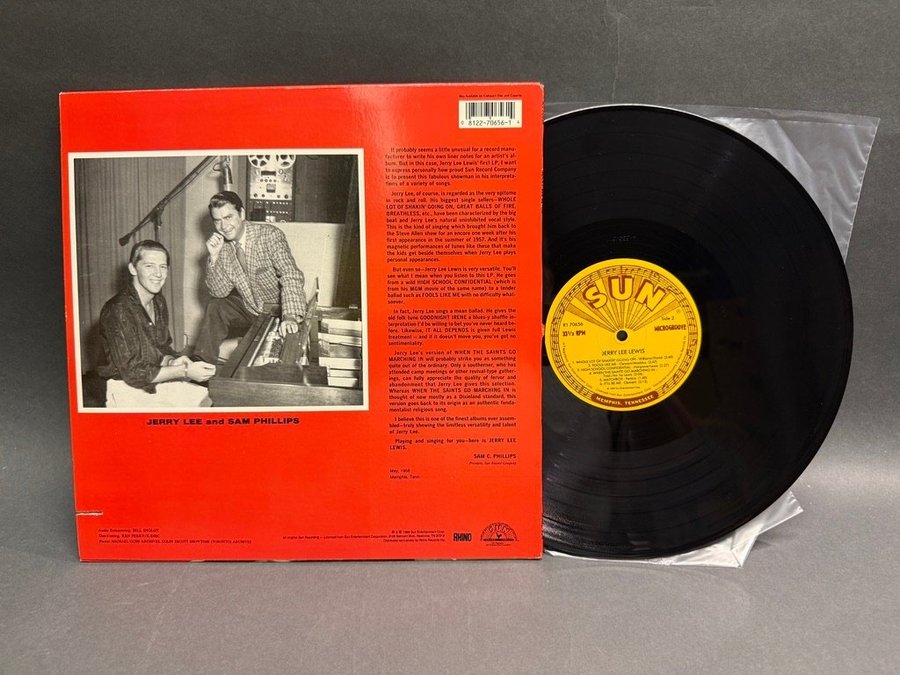 0 8122-70656-1 4
If probably seems a little unusual for a record manu-
facturer to write his own liner notes for an artist's al-
bum. But in this case, Jerry Lee Lewis' first LP, I want
to express personally how proud Sun Record Company
is to present this fabulous showman in his interpreta-
tions of a variety of songs.
Jerry Lee, of course, is regarded as the very epitome
in rock and roll. His biggest single sellers—WHOLE
LOT OF SHAKIN' GOING ON, GREAT BALLS OF FIRE,
BREATHLESS, etc., have been characterized by the big
beat and Jerry Lee's natural uninhibited vocal style.
This is the kind of singing which brought him back to
the Steve Allen show for an encore one week after his
first appearance in the summer of 1957. And it's his
magnetic performances of tunes like these that make
the kids get beside themselves when Jerry Lee plays
personal appearances.
But even so—Jerry Lee Lewis is very versatile. You'll
see what I mean when you listen to this LP. He goes
from a wild HIGH SCHOOL CONFIDENTIAL (which is
from his MGM movie of the same name) to a tender
ballad such as FOOLS LIKE ME with no difficulty what-
soever.
In fact, Jerry Lee sings a mean ballad. He gives the
old folk tune GOODNIGHT IRENE a blues-y shuffle in-
terpretation I'd be willing to bet you've never heard be-
fore. Likewise, IT ALL DEPENDS is given full Lewis
treatment — and if it doesn't move you, you've got no
sentimentality.
Jerry Lee's version of WHEN THE SAINTS GO
MARCHING IN will probably strike you as something
quite out of the ordinary. Only a southerner, who has
attended camp meetings or other revival-type gather-
ings, can fully appreciate the quality of fervor and
abandonment that Jerry Lee gives this selection.
Whereas WHEN THE SAINTS GO MARCHING IN is
thought of now mostly as a Dixieland standard, this
version goes back to its origin as an authentic funda-
mentalist religious song.
I believe this is one of the finest albums ever assem-
bled—truly showing the limitless versatility and talent
of Jerry Lee.
Playing and singing for you—here is JERRY LEE
LEWIS.
SAM C. PHILLIPS
President, Sun Record Company
May, 1958
Memphis, Tenn.
JERRY LEE and SAM PHILLIPS
RHINO
SUN
Side 2
R1 70656
33⅓ RPM
MICROGROOVE
JERRY LEE LEWIS
MEMPHIS, TENNESSEE